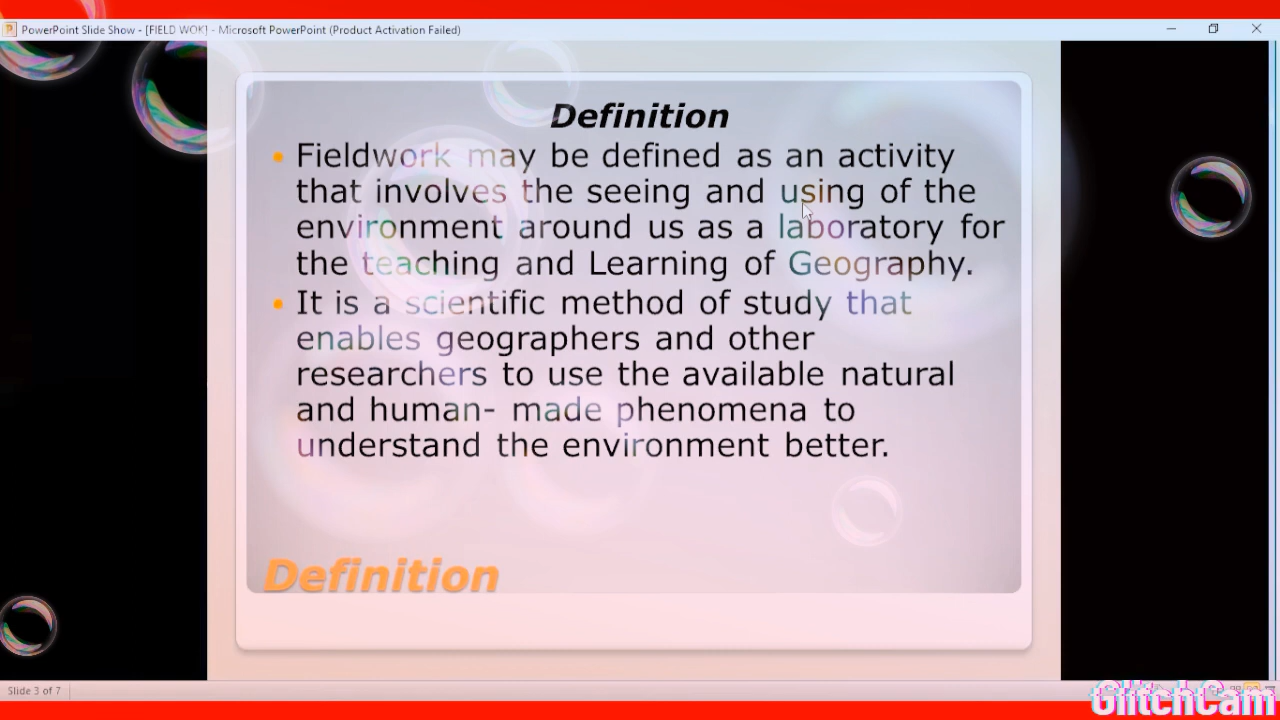 PowerPoint Slide Show - [FIELD WOK] - Microsoft PowerPoint (Product Activation Failed)
Definition
• Fieldwork may be defined as an activity
that involves the seeing and using of the
environment around us as a laboratory for
the teaching and Learning of Geography.
• It is a scientific method of study that
enables geographers and other
researchers to use the available natural
and human- made phenomena to
understand the environment better.
Definition
Slide 3 of 7
GlitchCam